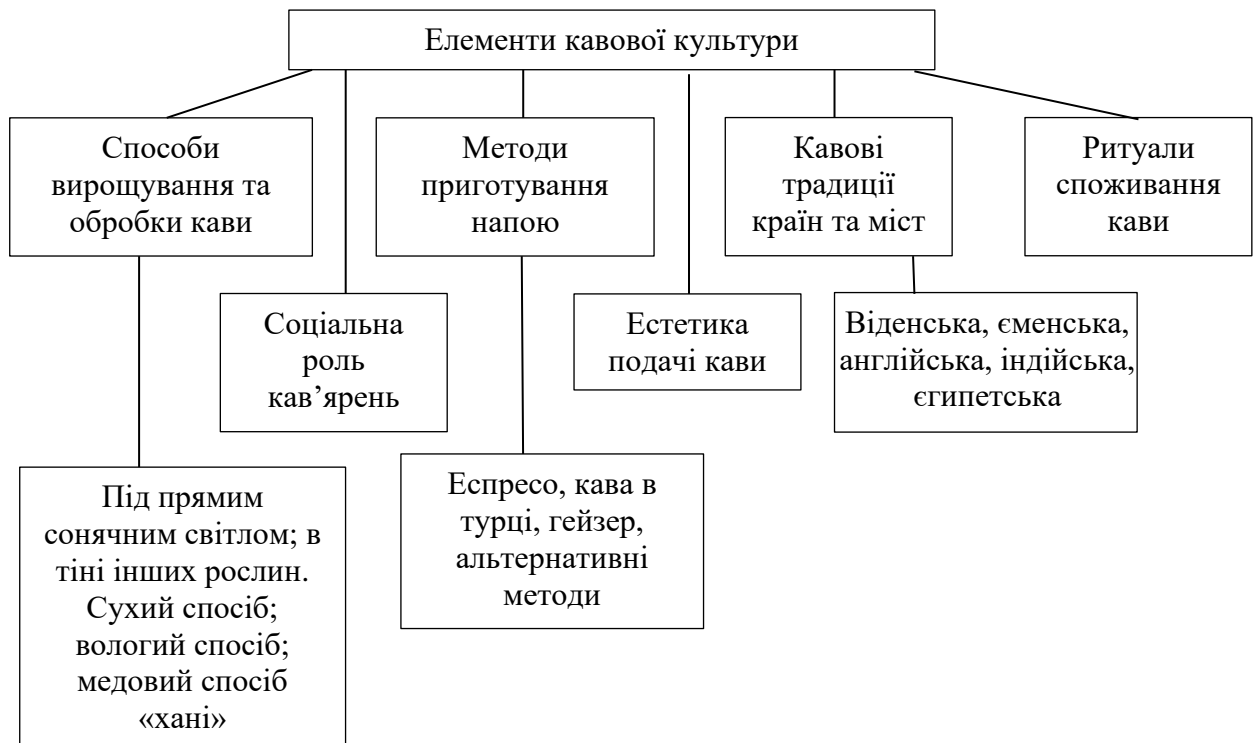 Елементи кавової культури
Способи
вирощування та
обробки кави
Методи
приготування
напою
Кавові
традиції
країн та міст
Ритуали
споживання
кави
Соціальна
роль
кав’ярень
Естетика
подачі кави
Віденська, єменська,
англійська, індійська,
єгипетська
Під прямим
сонячним світлом; в
тіні інших рослин.
Сухий спосіб;
вологий спосіб;
медовий спосіб
«хані»
Еспресо, кава в
турці, гейзер,
альтернативні
методи